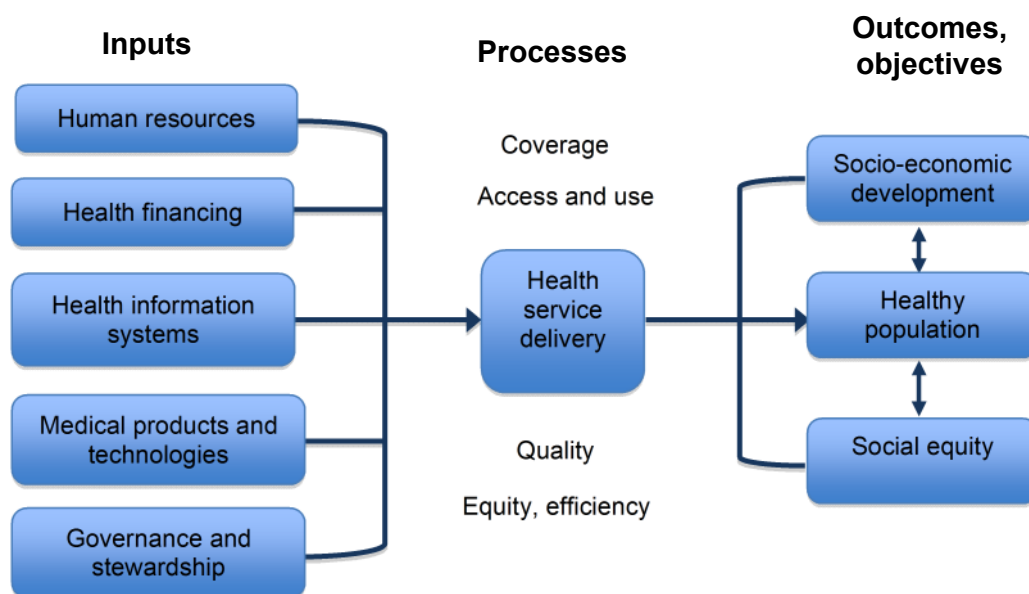 Inputs
Human resources
Health financing
Health information
systems
Medical products and
technologies
Governance and
stewardship
Processes
Coverage
Access and use
Health
service
delivery
Quality
Equity, efficiency
Outcomes,
objectives
Socio-economic
development
Healthy
population
Social equity